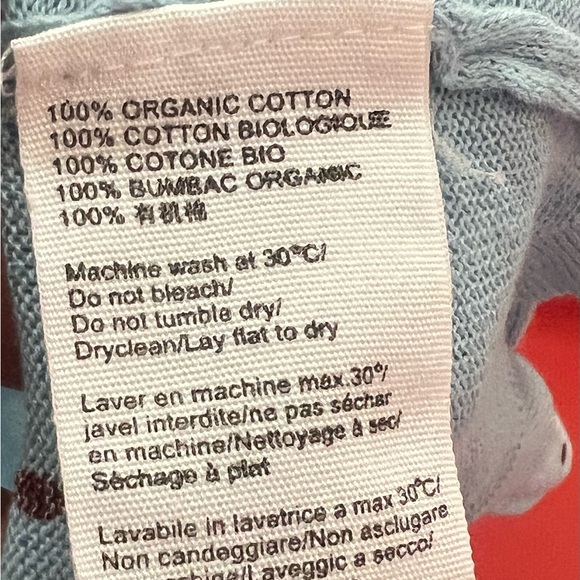 100% ORGANIC COTTON
100% COTTON BIOLOGIQUE
100% COTONE BIO
100% BUMBAC ORGANIC
100% 有机棉
Machine wash at 30°C/
Do not bleach/
Do not tumble dry/
Dryclean/Lay flat to dry
Laver en machine max.30°/
javel interdite/ne pas sécher
en machine/Nettoyage à sec/
Séchage à plat
Lavabile in lavatrice a max 30°C/
Non candeggiare/Non asciugare
Lavaggio a secco/